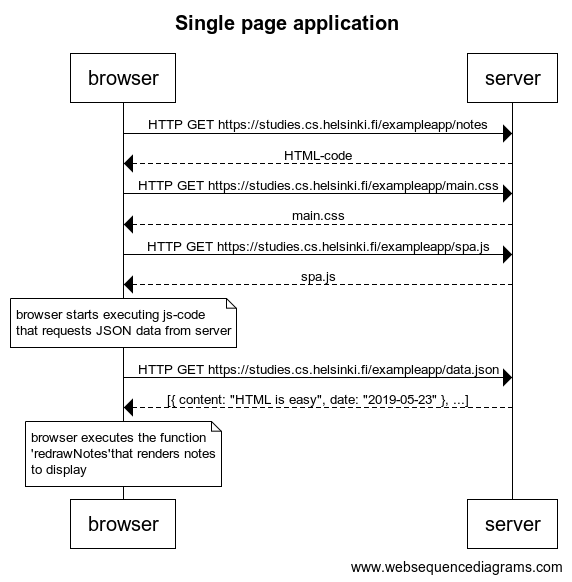 Single page application
browser
server
HTTP GET https://studies.cs.helsinki.fi/exampleapp/notes
HTML-code
HTTP GET https://studies.cs.helsinki.fi/exampleapp/main.css
main.css
HTTP GET https://studies.cs.helsinki.fi/exampleapp/spa.js
spa.js
browser starts executing js-code
that requests JSON data from server
HTTP GET https://studies.cs.helsinki.fi/exampleapp/data.json
[{ content: "HTML is easy", date: "2019-05-23" }, ...]
browser executes the function
'redrawNotes'that renders notes
to display
browser
server
www.websequencediagrams.com